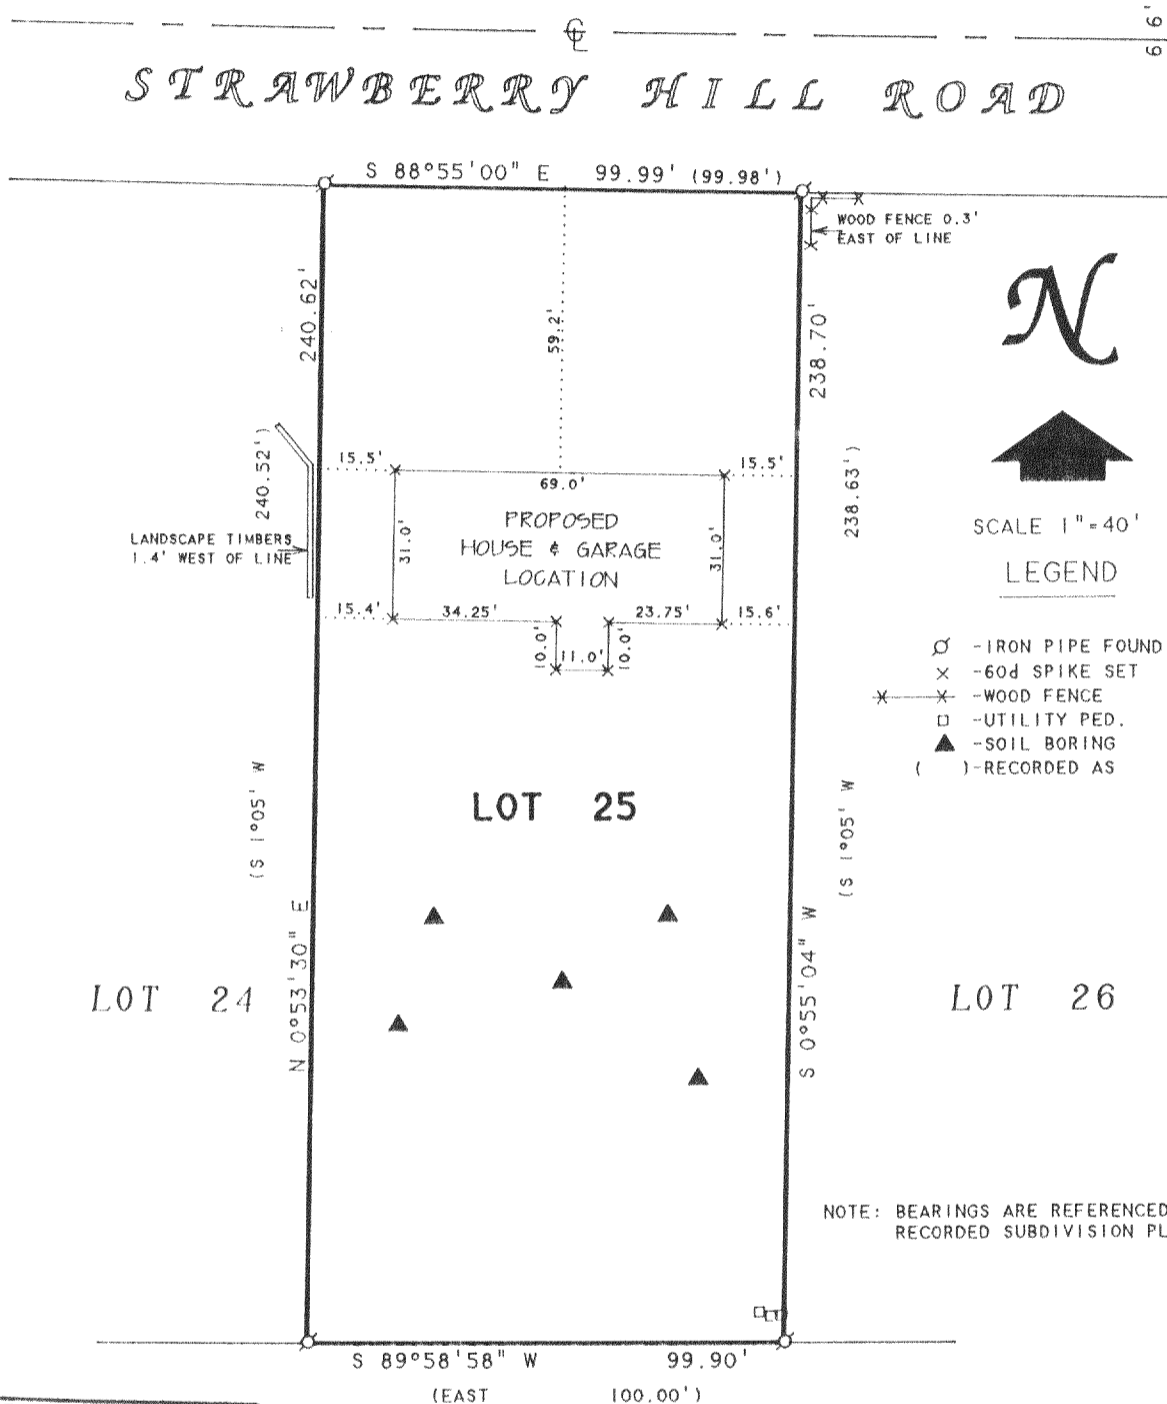 66'
STRAWBERRY HILL ROAD
S 88°55'00" E 99.99' (99.98')
WOOD FENCE 0.3'
EAST OF LINE
240.62'
59.2'
238.70'
N
240.52')
238.63')
15.5'
69.0'
15.5'
SCALE 1"=40'
LANDSCAPE TIMBERS
1.4' WEST OF LINE
31.0'
PROPOSED
HOUSE & GARAGE
LOCATION
31.0'
LEGEND
15.4'
34.25'
23.75'
15.6'
10.0'
11.0'
10.0'
-IRON PIPE FOUND
-60d SPIKE SET
-WOOD FENCE
-UTILITY PED.
-SOIL BORING
( )-RECORDED AS
(S 1°05' W
LOT 25
(S 1°05' W
N 0°53'30" E
S 0°55'04" W
LOT 24
LOT 26
NOTE: BEARINGS ARE REFERENCED
RECORDED SUBDIVISION PL
S 89°58'58" W 99.90'
(EAST 100.00')